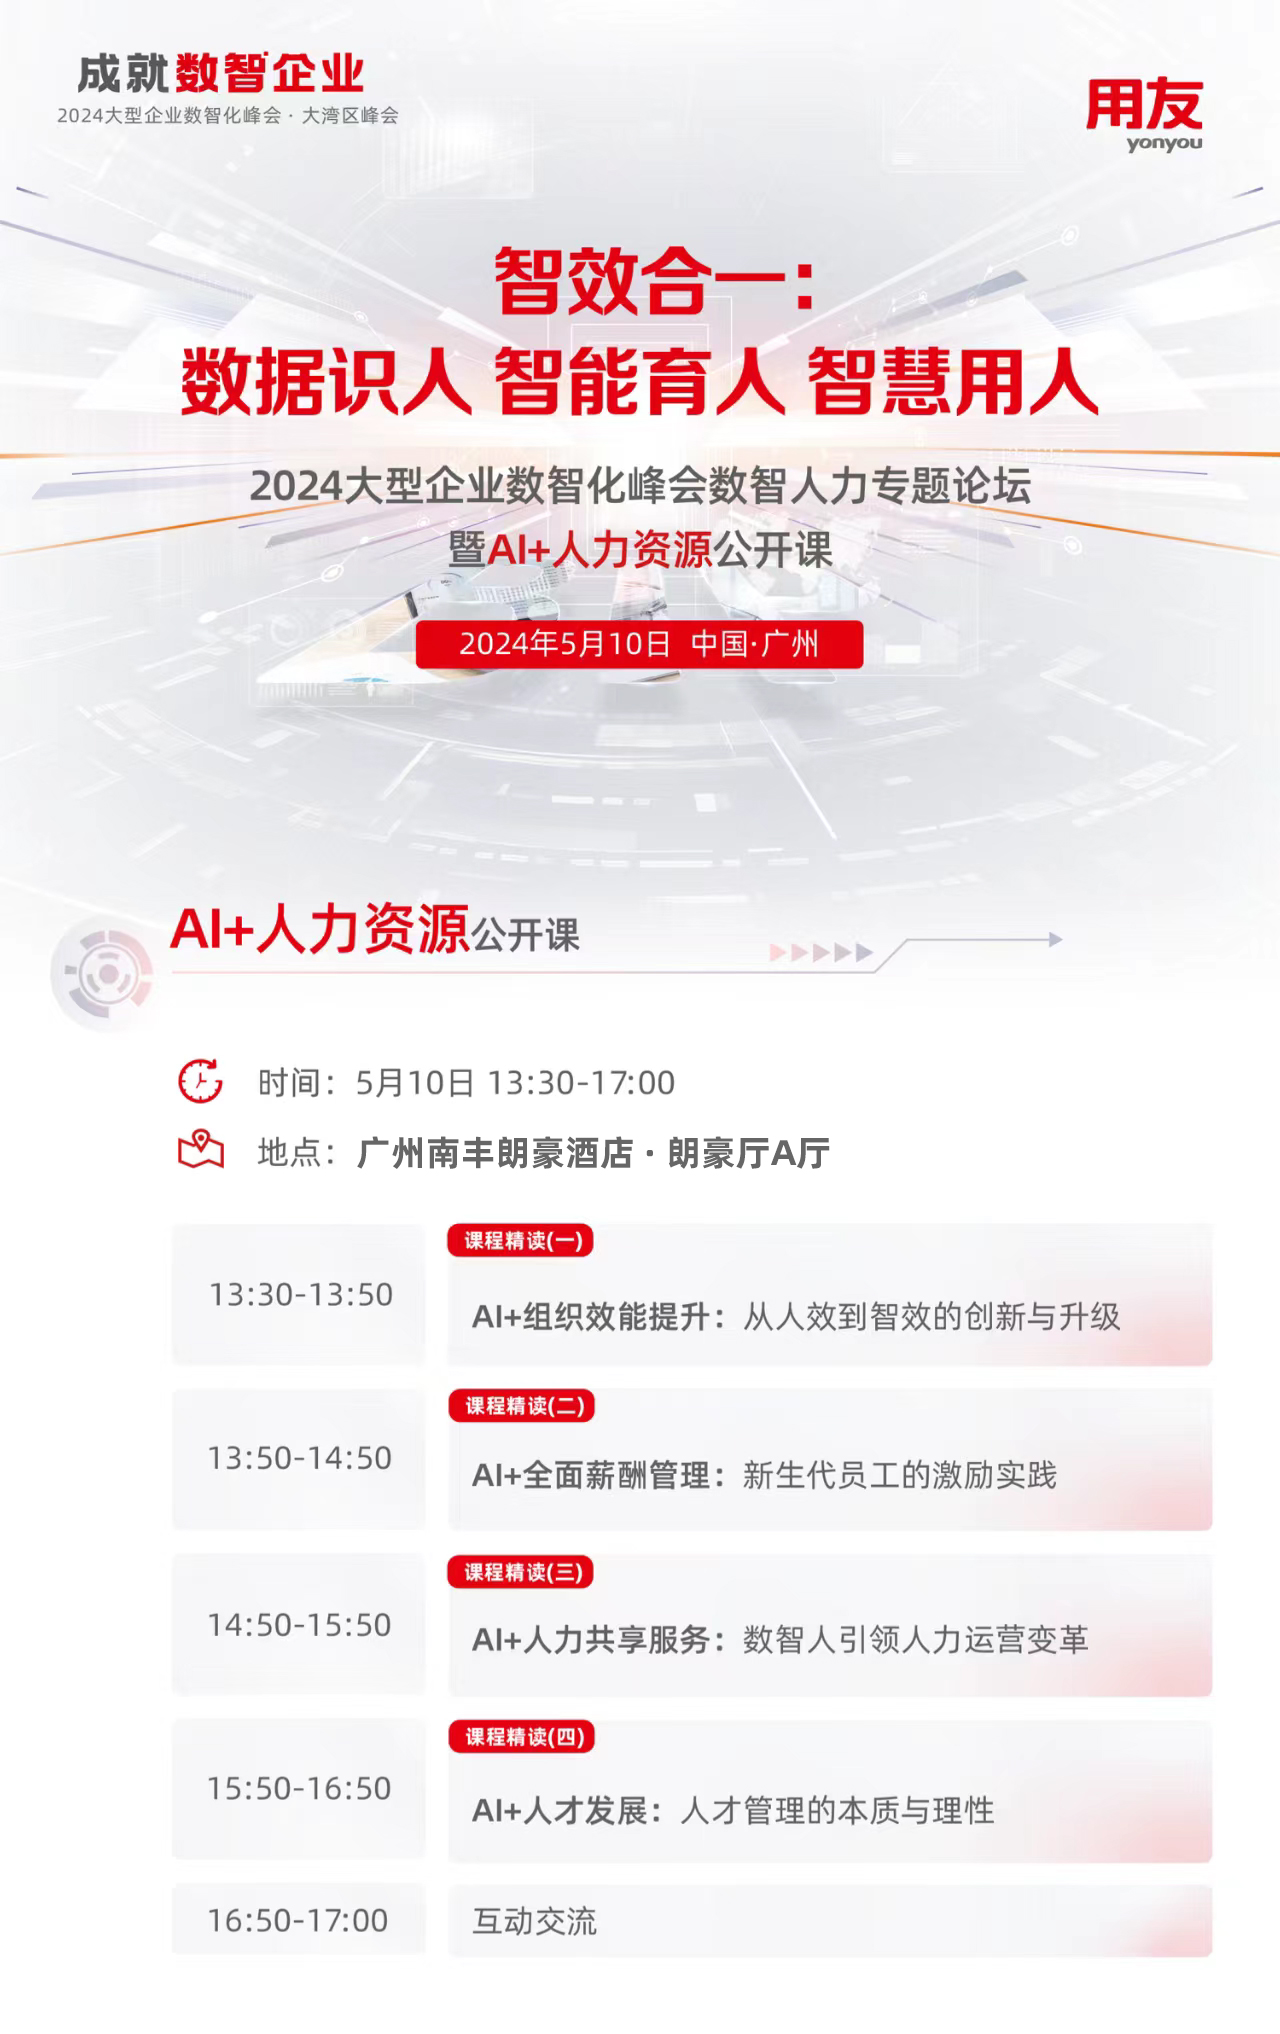 成就数智企业
2024大型企业数智化峰会·大湾区峰会
用友
yonyou
智效合一：
数据识人 智能育人 智慧用人
2024大型企业数智化峰会数智人力专题论坛
暨AI+人力资源公开课
2024年5月10日 中国·广州
AI+人力资源公开课
时间：5月10日 13:30-17:00
地点：广州南丰朗豪酒店·朗豪厅A厅
课程精读(一)
13:30-13:50
AI+组织效能提升：从人效到智效的创新与升级
课程精读(二)
13:50-14:50
AI+全面薪酬管理：新生代员工的激励实践
课程精读(三)
14:50-15:50
AI+人力共享服务：数智人引领人力运营变革
课程精读(四)
15:50-16:50
AI+人才发展：人才管理的本质与理性
16:50-17:00
互动交流